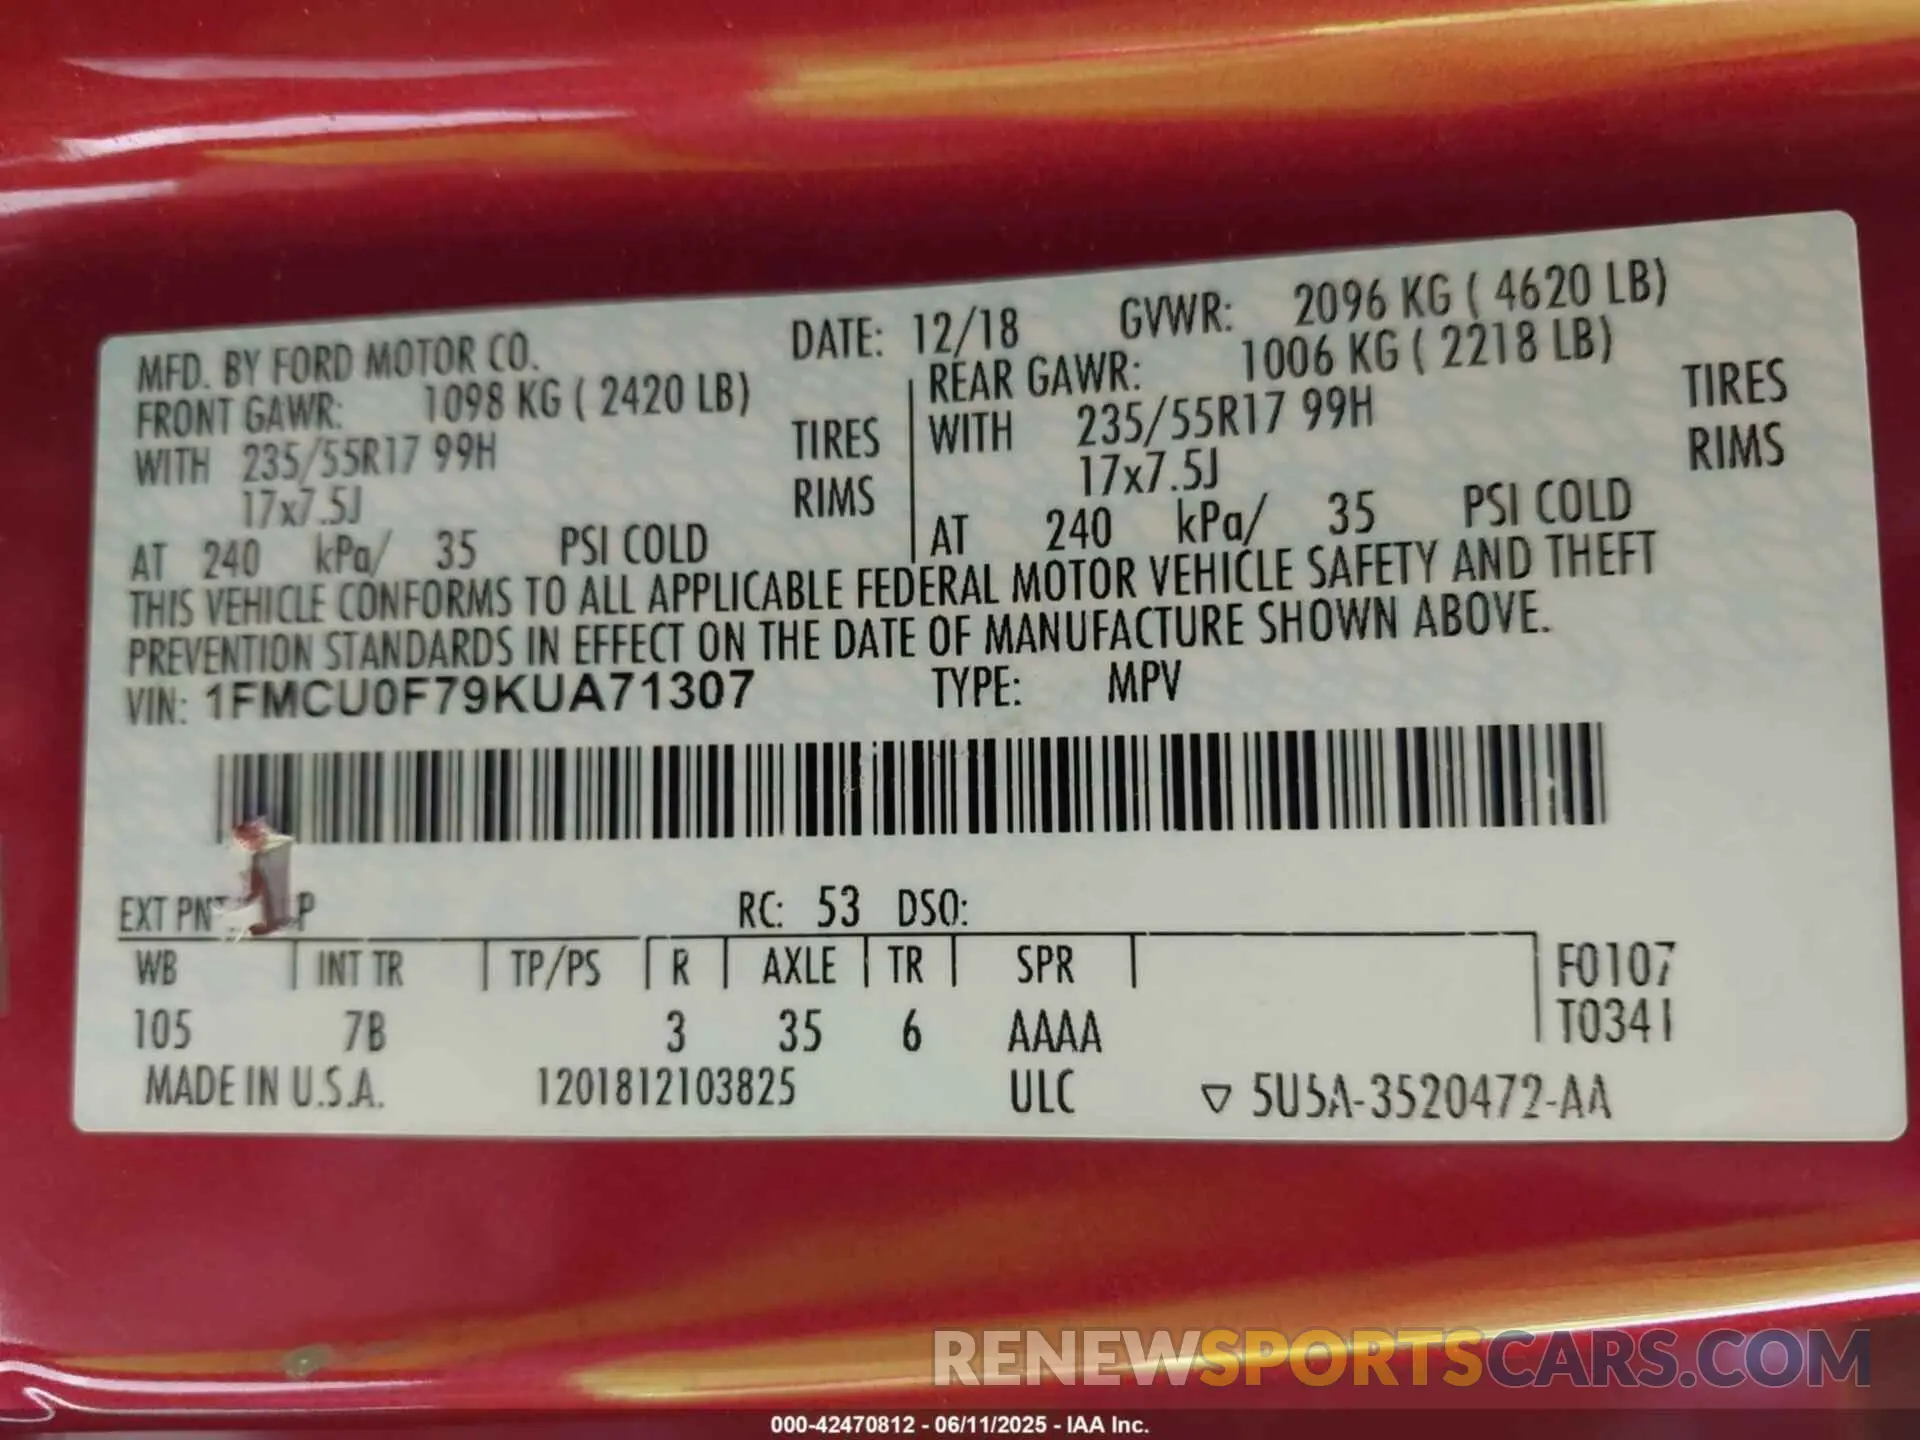 MFD. BY FORD MOTOR CO. DATE: 12/18 GVWR: 2096 KG ( 4620 LB)
FRONT GAWR: 1098 KG ( 2420 LB) REAR GAWR: 1006 KG ( 2218 LB)
WITH 235/55R17 99H TIRES WITH 235/55R17 99H TIRES
17x7.5J RIMS 17x7.5J RIMS
AT 240 kPa/ 35 PSI COLD AT 240 kPa/ 35 PSI COLD
THIS VEHICLE CONFORMS TO ALL APPLICABLE FEDERAL MOTOR VEHICLE SAFETY AND THEFT
PREVENTION STANDARDS IN EFFECT ON THE DATE OF MANUFACTURE SHOWN ABOVE.
VIN: 1FMCU0F79KUA71307 TYPE: MPV
EXT PNT RC: 53 DSO:
WB INT TR TP/PS R AXLE TR SPR F0107
105 7B 3 35 6 AAAA T0341
MADE IN U.S.A. 1201812103825 ULC ▽ 5U5A-3520472-AA
RENEWSPORTSCARS.COM
000-42470812 - 06/11/2025 - IAA Inc.